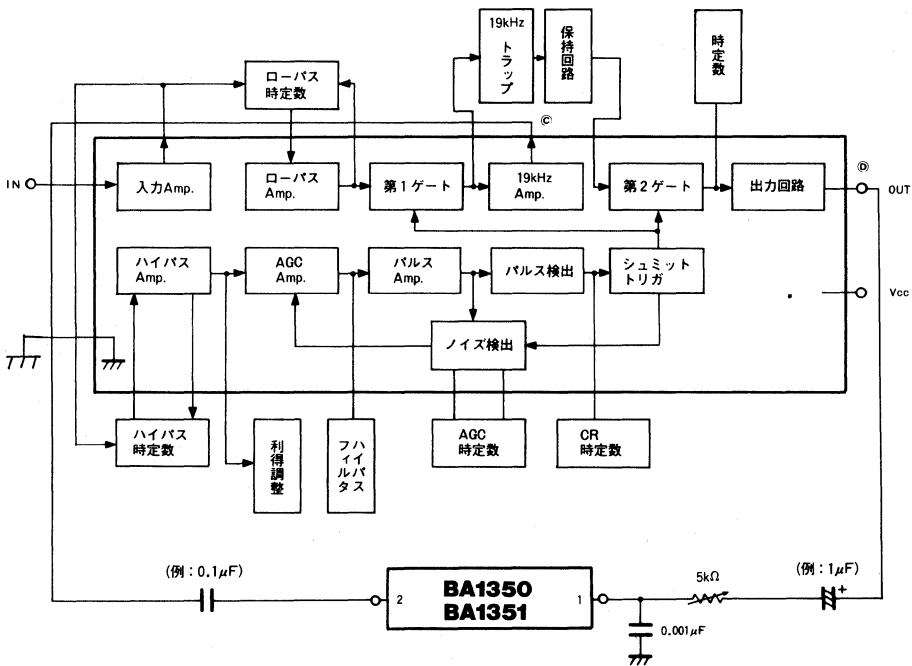 19kHz
トラップ
保持回路
時定数
ローパス
時定数
Ⓒ
IN
入力Amp.
ローパス
Amp.
第1ゲート
19kHz
Amp.
第2ゲート
出力回路
Ⓓ
OUT
ハイパス
Amp.
AGC
Amp.
パルス
Amp.
パルス検出
シュミット
トリガ
Vcc
ノイズ検出
ハイパス
時定数
利得調整
ハイパス
フィルタ
AGC
時定数
CR
時定数
(例：0.1μF)
2
BA1350
BA1351
1
5kΩ
(例：1μF)
+
0.001μF